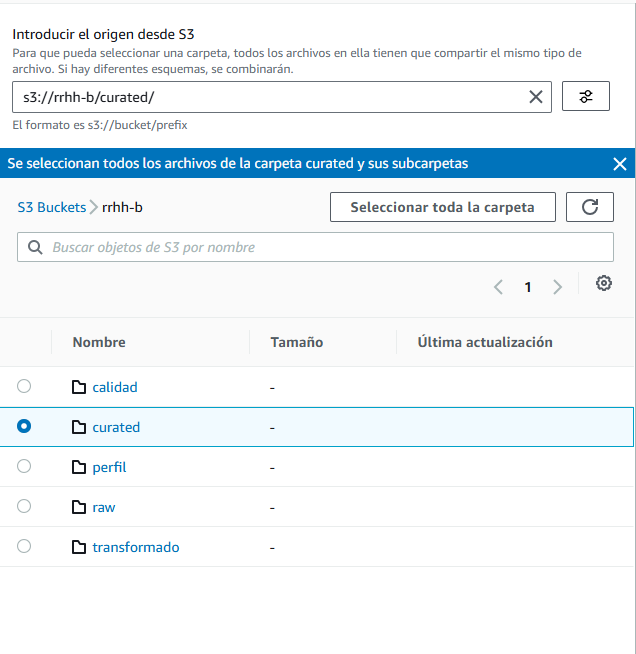 Introducir el origen desde S3
Para que pueda seleccionar una carpeta, todos los archivos en ella tienen que compartir el mismo tipo de
archivo. Si hay diferentes esquemas, se combinarán.
s3://rrhh-b/curated/
El formato es s3://bucket/prefix
Se seleccionan todos los archivos de la carpeta curated y sus subcarpetas
S3 Buckets > rrhh-b Seleccionar toda la carpeta
Buscar objetos de S3 por nombre
< 1 >
Nombre Tamaño Última actualización
calidad -
curated -
perfil -
raw -
transformado -